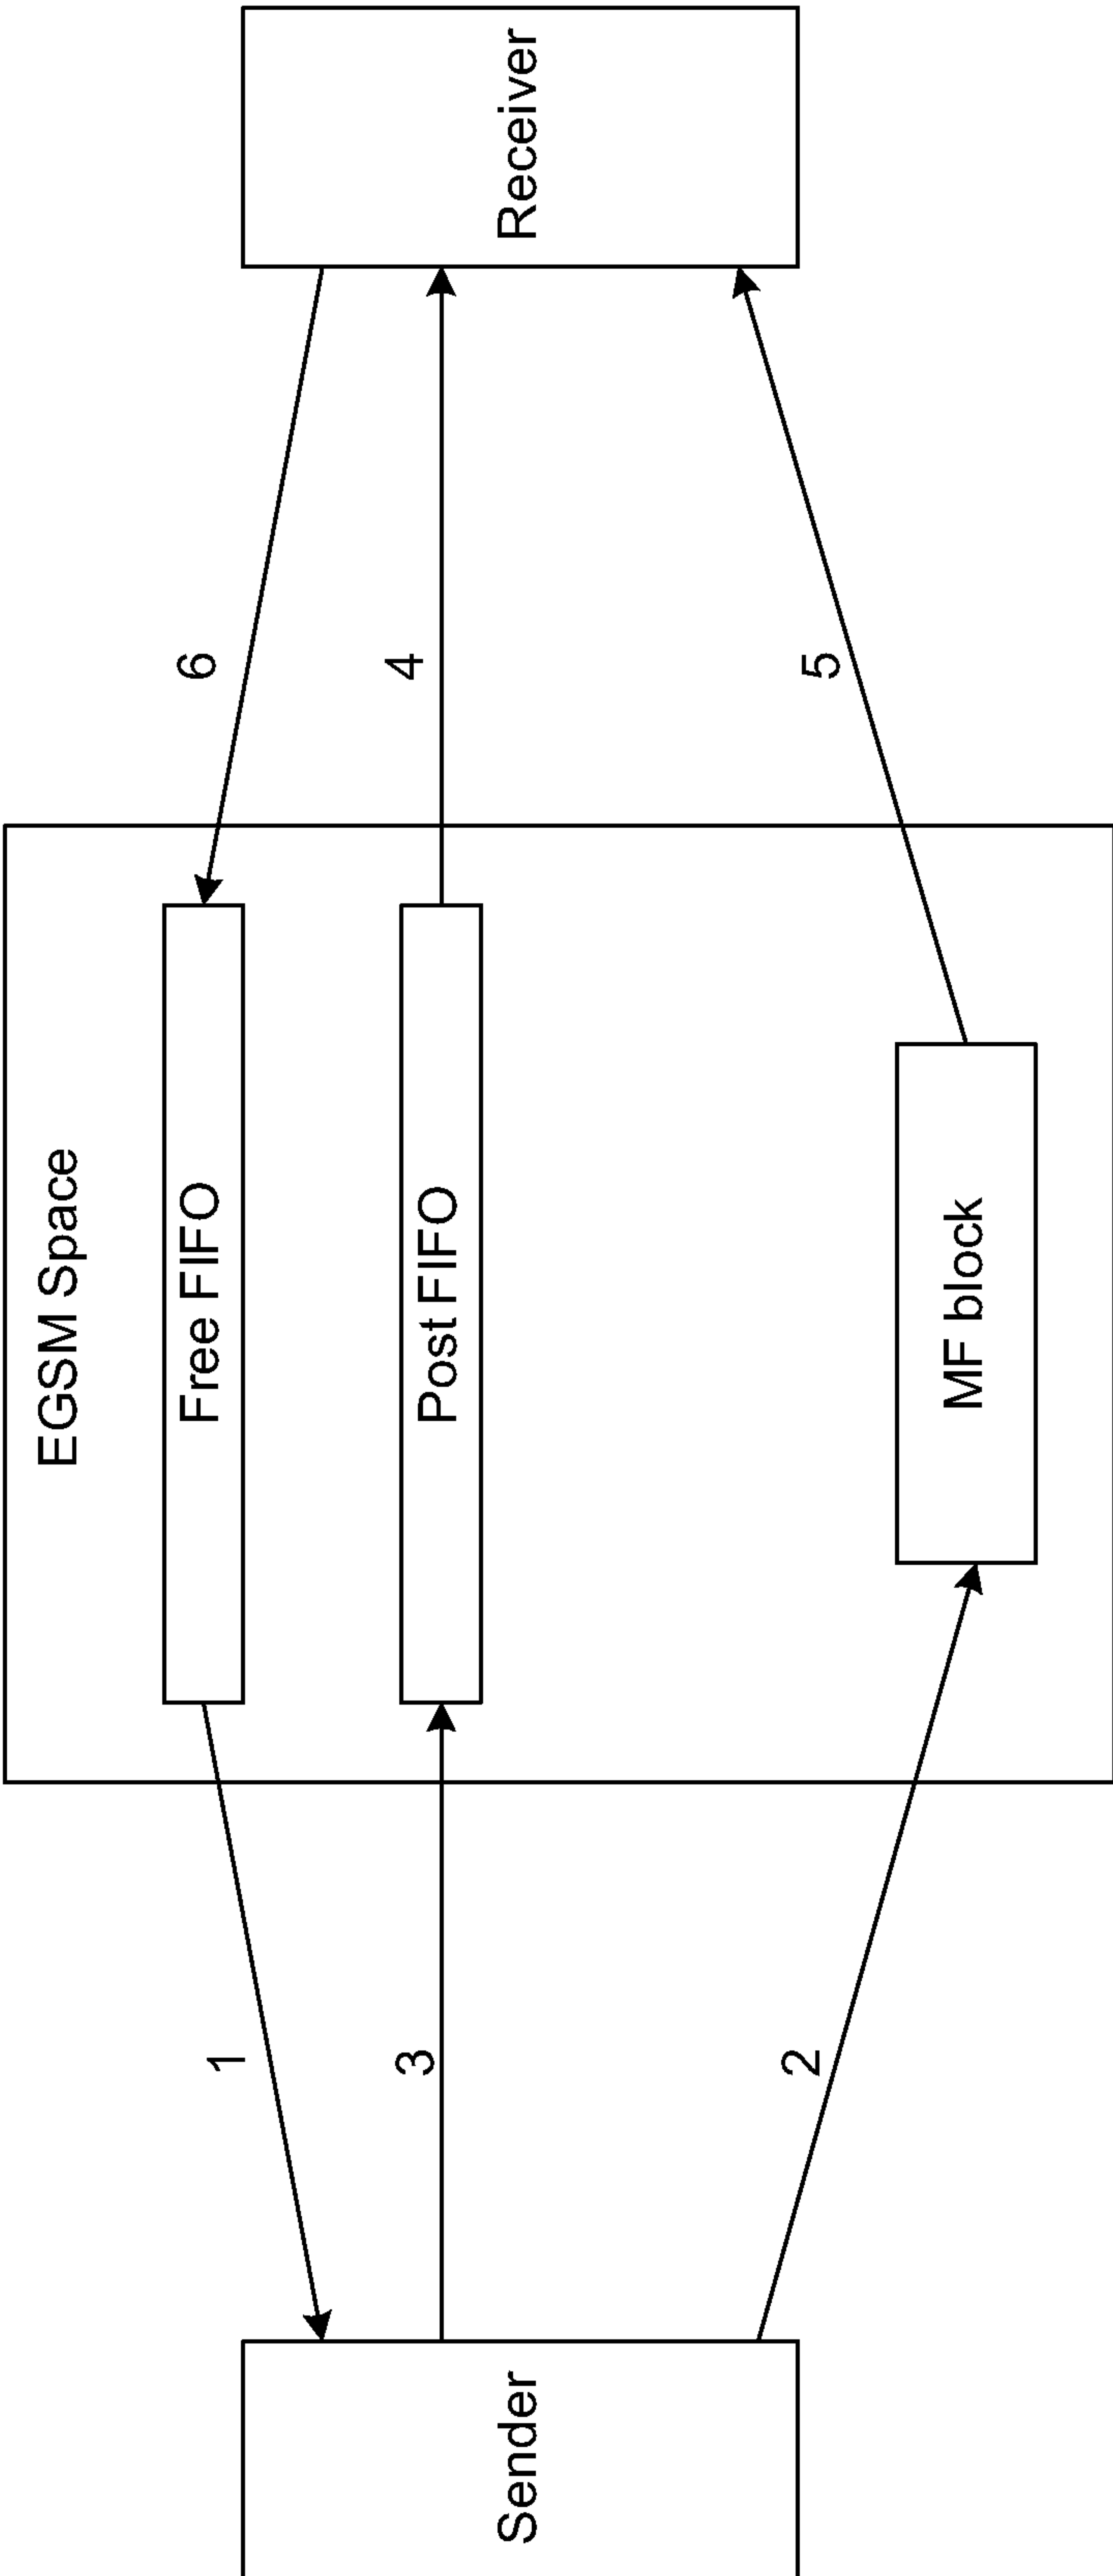 EGSM Space
Free FIFO
1
6
Post FIFO
3
4
Sender
Receiver
2
5
MF block